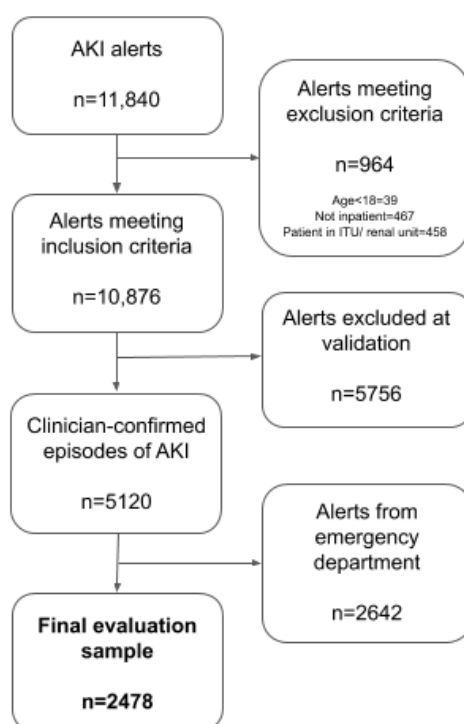 AKI alerts
n=11,840
Alerts meeting
exclusion criteria
n=964
Age<18=39
Not inpatient=467
Patient in ITU/ renal unit=458
Alerts meeting
inclusion criteria
n=10,876
Alerts excluded at
validation
n=5756
Clinician-confirmed
episodes of AKI
n=5120
Alerts from
emergency
department
n=2642
Final evaluation
sample
n=2478